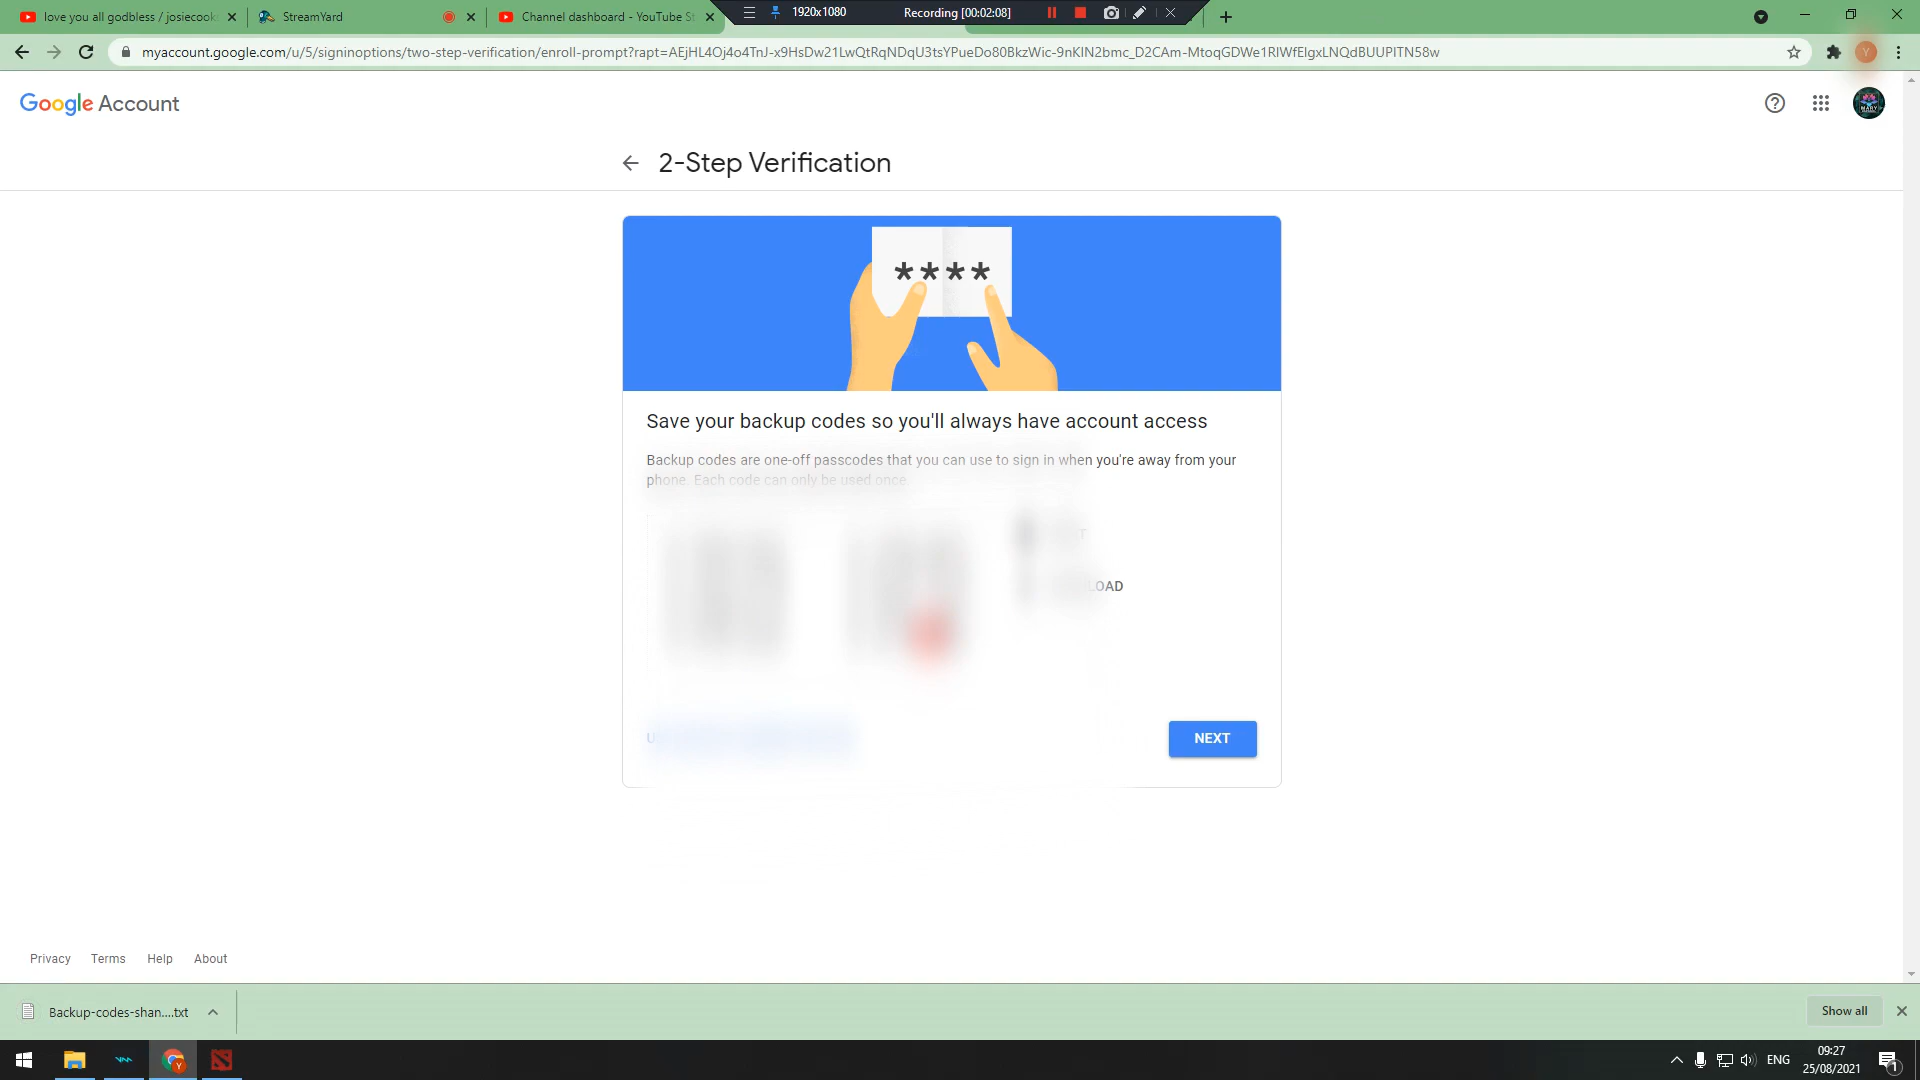 love you all godbless / josiecook
StreamYard
Channel dashboard - YouTube St
1920x1080
Recording [00:02:08]
myaccount.google.com/u/5/signinoptions/two-step-verification/enroll-prompt?rapt=AEjHL4Oj4o4TnJ-x9HsDw21LwQtRqNDqU3tsYPueDo80BkzWic-9nKIN2bmc_D2CAm-MtoqGDWe1RIWfEIgxLNQdBUUPITN58w
Y
Google Account
2-Step Verification
****
Save your backup codes so you'll always have account access
Backup codes are one-off passcodes that you can use to sign in when you're away from your
phone. Each code can only be used once.
NEXT
Privacy
Terms
Help
About
Backup-codes-shan....txt
Show all
ENG
09:27
25/08/2021
1